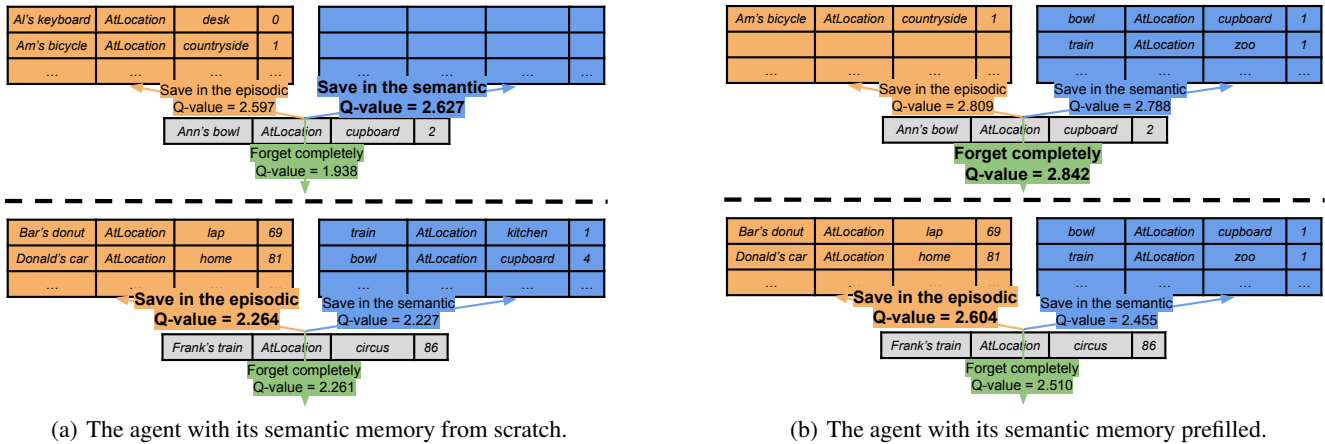 Al's keyboard AtLocation desk 0
Am's bicycle AtLocation countryside 1
... ... ... ...
... ... ... ...
Save in the episodic
Q-value = 2.597
Save in the semantic
Q-value = 2.627
Ann's bowl AtLocation cupboard 2
Forget completely
Q-value = 1.938
Bar's donut AtLocation lap 69
Donald's car AtLocation home 81
... ... ... ...
train AtLocation kitchen 1
bowl AtLocation cupboard 4
... ... ... ...
Save in the episodic
Q-value = 2.264
Save in the semantic
Q-value = 2.227
Frank's train AtLocation circus 86
Forget completely
Q-value = 2.261
(a) The agent with its semantic memory from scratch.
Am's bicycle AtLocation countryside 1
... ... ... ...
bowl AtLocation cupboard 1
train AtLocation zoo 1
... ... ... ...
Save in the episodic
Q-value = 2.809
Save in the semantic
Q-value = 2.788
Ann's bowl AtLocation cupboard 2
Forget completely
Q-value = 2.842
Bar's donut AtLocation lap 69
Donald's car AtLocation home 81
... ... ... ...
bowl AtLocation cupboard 1
train AtLocation zoo 1
... ... ... ...
Save in the episodic
Q-value = 2.604
Save in the semantic
Q-value = 2.455
Frank's train AtLocation circus 86
Forget completely
Q-value = 2.510
(b) The agent with its semantic memory prefilled.